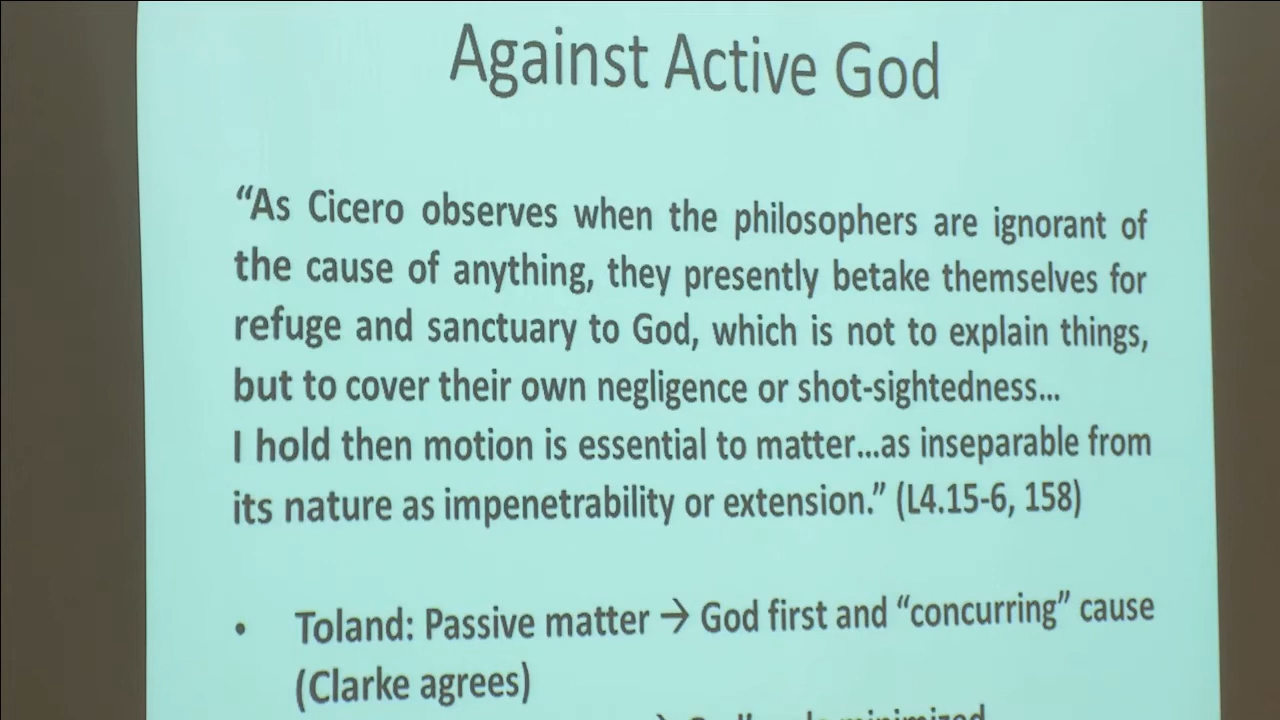 Against Active God
“As Cicero observes when the philosophers are ignorant of
the cause of anything, they presently betake themselves for
refuge and sanctuary to God, which is not to explain things,
but to cover their own negligence or shot-sightedness...
I hold then motion is essential to matter...as inseparable from
its nature as impenetrability or extension.” (L4.15-6, 158)
• Toland: Passive matter → God first and “concurring” cause
(Clarke agrees)
minimized